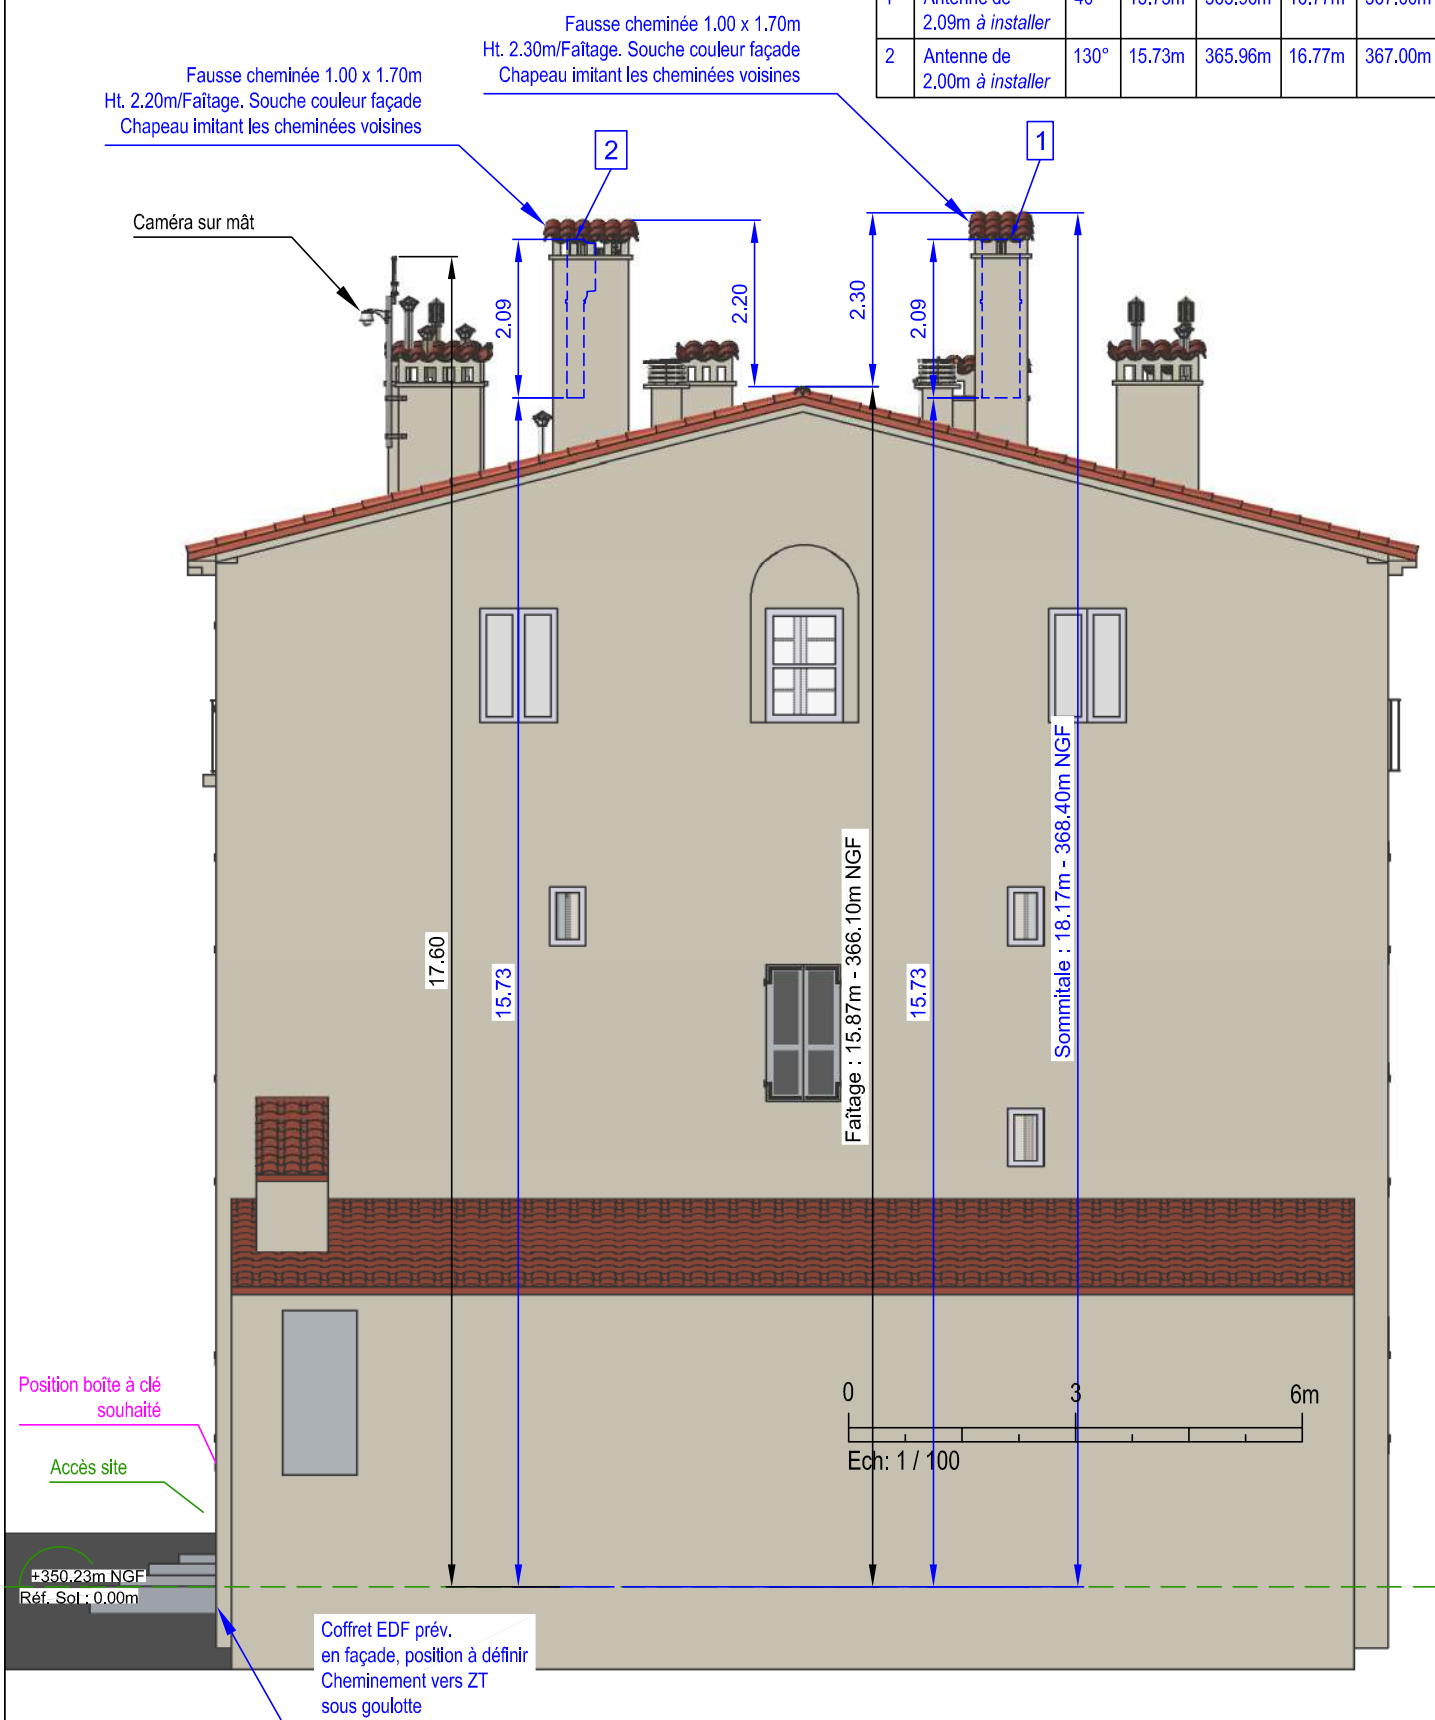 1 Antenne de 40° 15.73m 365.96m 16.77m 367.00m
2.09m à installer
2 Antenne de 130° 15.73m 365.96m 16.77m 367.00m
2.00m à installer
Fausse cheminée 1.00 x 1.70m
Ht. 2.30m/Faîtage. Souche couleur façade
Chapeau imitant les cheminées voisines
Fausse cheminée 1.00 x 1.70m
Ht. 2.20m/Faîtage. Souche couleur façade
Chapeau imitant les cheminées voisines
2
1
Caméra sur mât
2.09
2.20
2.30
2.09
17.60
15.73
Faîtage : 15.87m - 366.10m NGF
15.73
Sommitale : 18.17m - 368.40m NGF
0 3 6m
Ech: 1 / 100
Position boîte à clé
souhaité
Accès site
+350.23m NGF
Réf. Sol : 0.00m
Coffret EDF prév.
en façade, position à définir
Cheminement vers ZT
sous goulotte